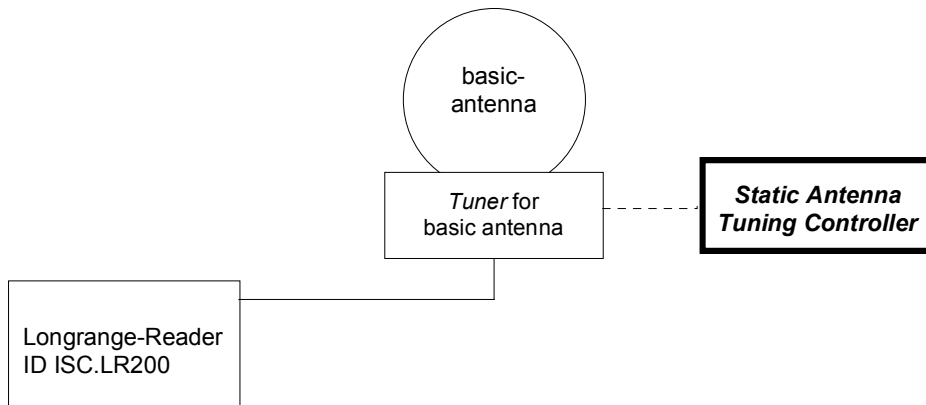 basic-
antenna
Tuner for
basic antenna
Static Antenna
Tuning Controller
Longrange-Reader
ID ISC.LR200